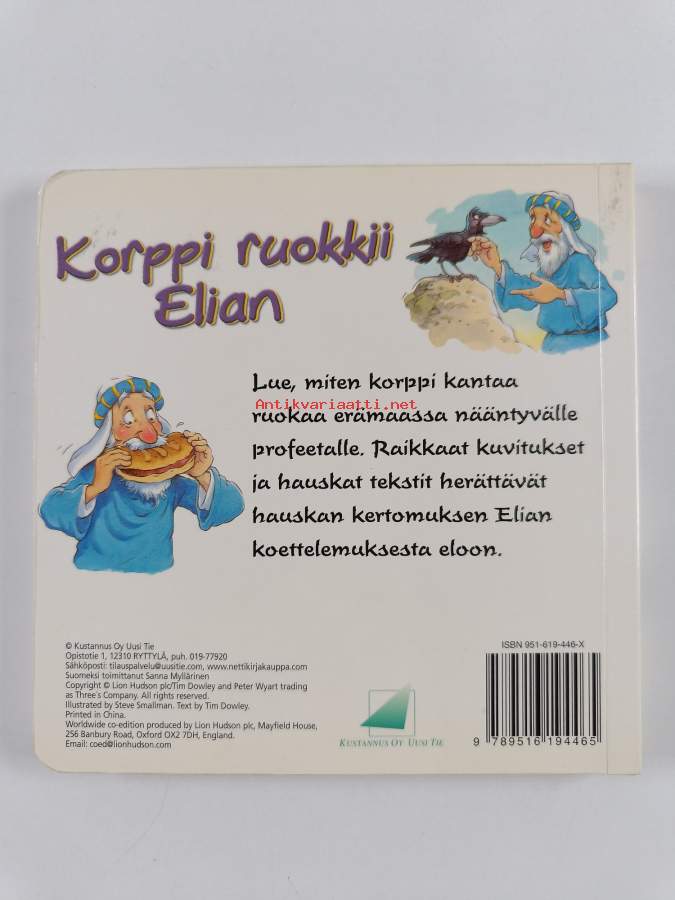 Korppi ruokkii
Elian
Lue, miten korppi kantaa
Antikvariaatti.net
ruokaa erämaassa nääntyvälle
profeetalle. Raikkaat kuvitukset
ja hauskat tekstit herättävät
hauskan kertomuksen Elian
koettelemuksesta eloon.
© Kustannus Oy Uusi Tie
Opistotie 1, 12310 RYTTYLÄ, puh. 019-77920
Sähköposti: tilauspalvelu@uusitie.com, www.nettikirjakauppa.com
Suomeksi toimittanut Sanna Myllärinen
Copyright © Lion Hudson plc/Tim Dowley and Peter Wyart trading
as Three's Company. All rights reserved.
Illustrated by Steve Smallman. Text by Tim Dowley.
Printed in China.
Worldwide co-edition produced by Lion Hudson plc, Mayfield House,
256 Banbury Road, Oxford OX2 7DH, England.
Email: coed@lionhudson.com
KUSTANNUS OY UUSI TIE
ISBN 951-619-446-X
9 789516 194465